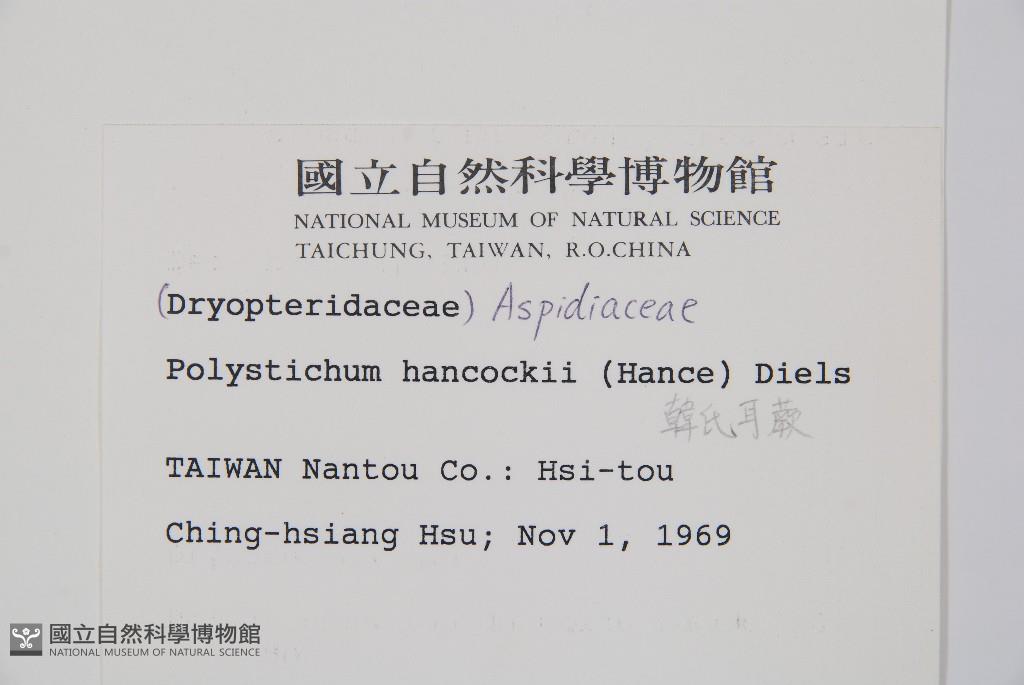 國立自然科學博物館
NATIONAL MUSEUM OF NATURAL SCIENCE
TAICHUNG, TAIWAN, R.O.CHINA
(Dryopteridaceae) Aspidiaceae
Polystichum hancockii (Hance) Diels
韓氏耳蕨
TAIWAN Nantou Co.: Hsi-tou
Ching-hsiang Hsu; Nov 1, 1969
國立自然科學博物館
NATIONAL MUSEUM OF NATURAL SCIENCE